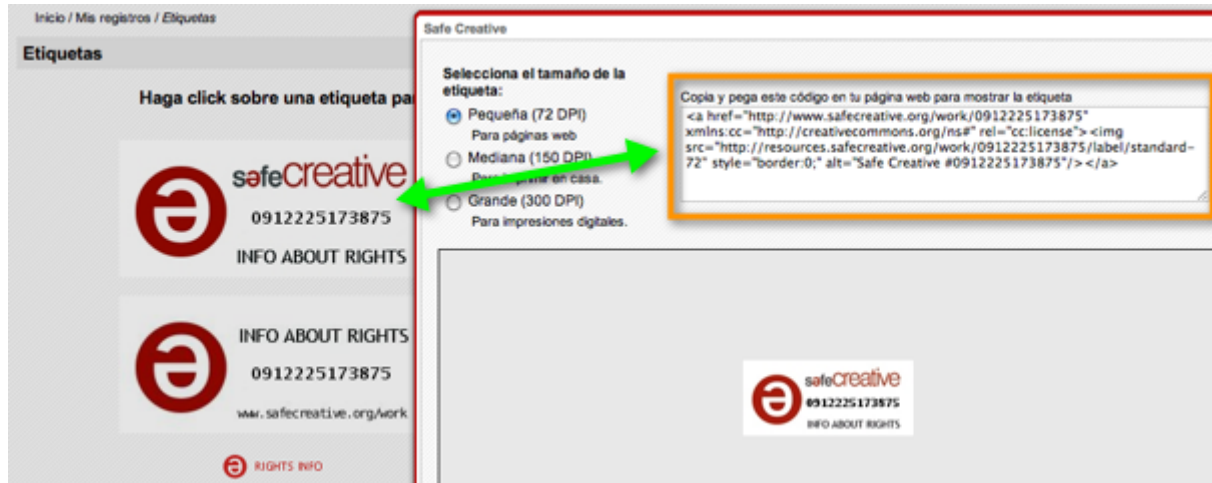 Inicio / Mis registros / Etiquetas
Etiquetas
Haga click sobre una etiqueta pa
safeCreative
0912225173875
INFO ABOUT RIGHTS
INFO ABOUT RIGHTS
0912225173875
www.safecreative.org/work
RIGHTS INFO
Safe Creative
Selecciona el tamaño de la
etiqueta:
Pequeña (72 DPI)
Para páginas web
Mediana (150 DPI)
Para imprimir en casa.
Grande (300 DPI)
Para impresiones digitales.
Copia y pega este código en tu página web para mostrar la etiqueta
<a href="http://www.safecreative.org/work/0912225173875"
xmlns:cc="http://creativecommons.org/ns#" rel="cc:license"><img
src="http://resources.safecreative.org/work/0912225173875/label/standard-
72" style="border:0;" alt="Safe Creative #0912225173875"/></a>
safeCreative
0912225173875
INFO ABOUT RIGHTS